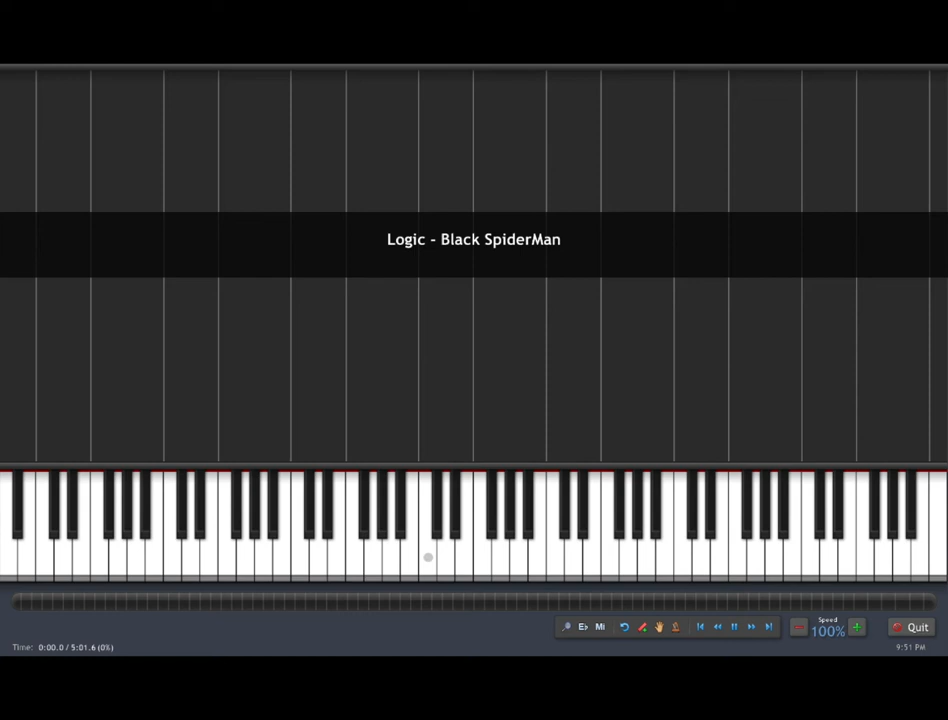 Logic - Black SpiderMan
Speed
E♭ Mi 100% Quit
Time: 0:00.0 / 5:01.6 (0%) 9:51 PM